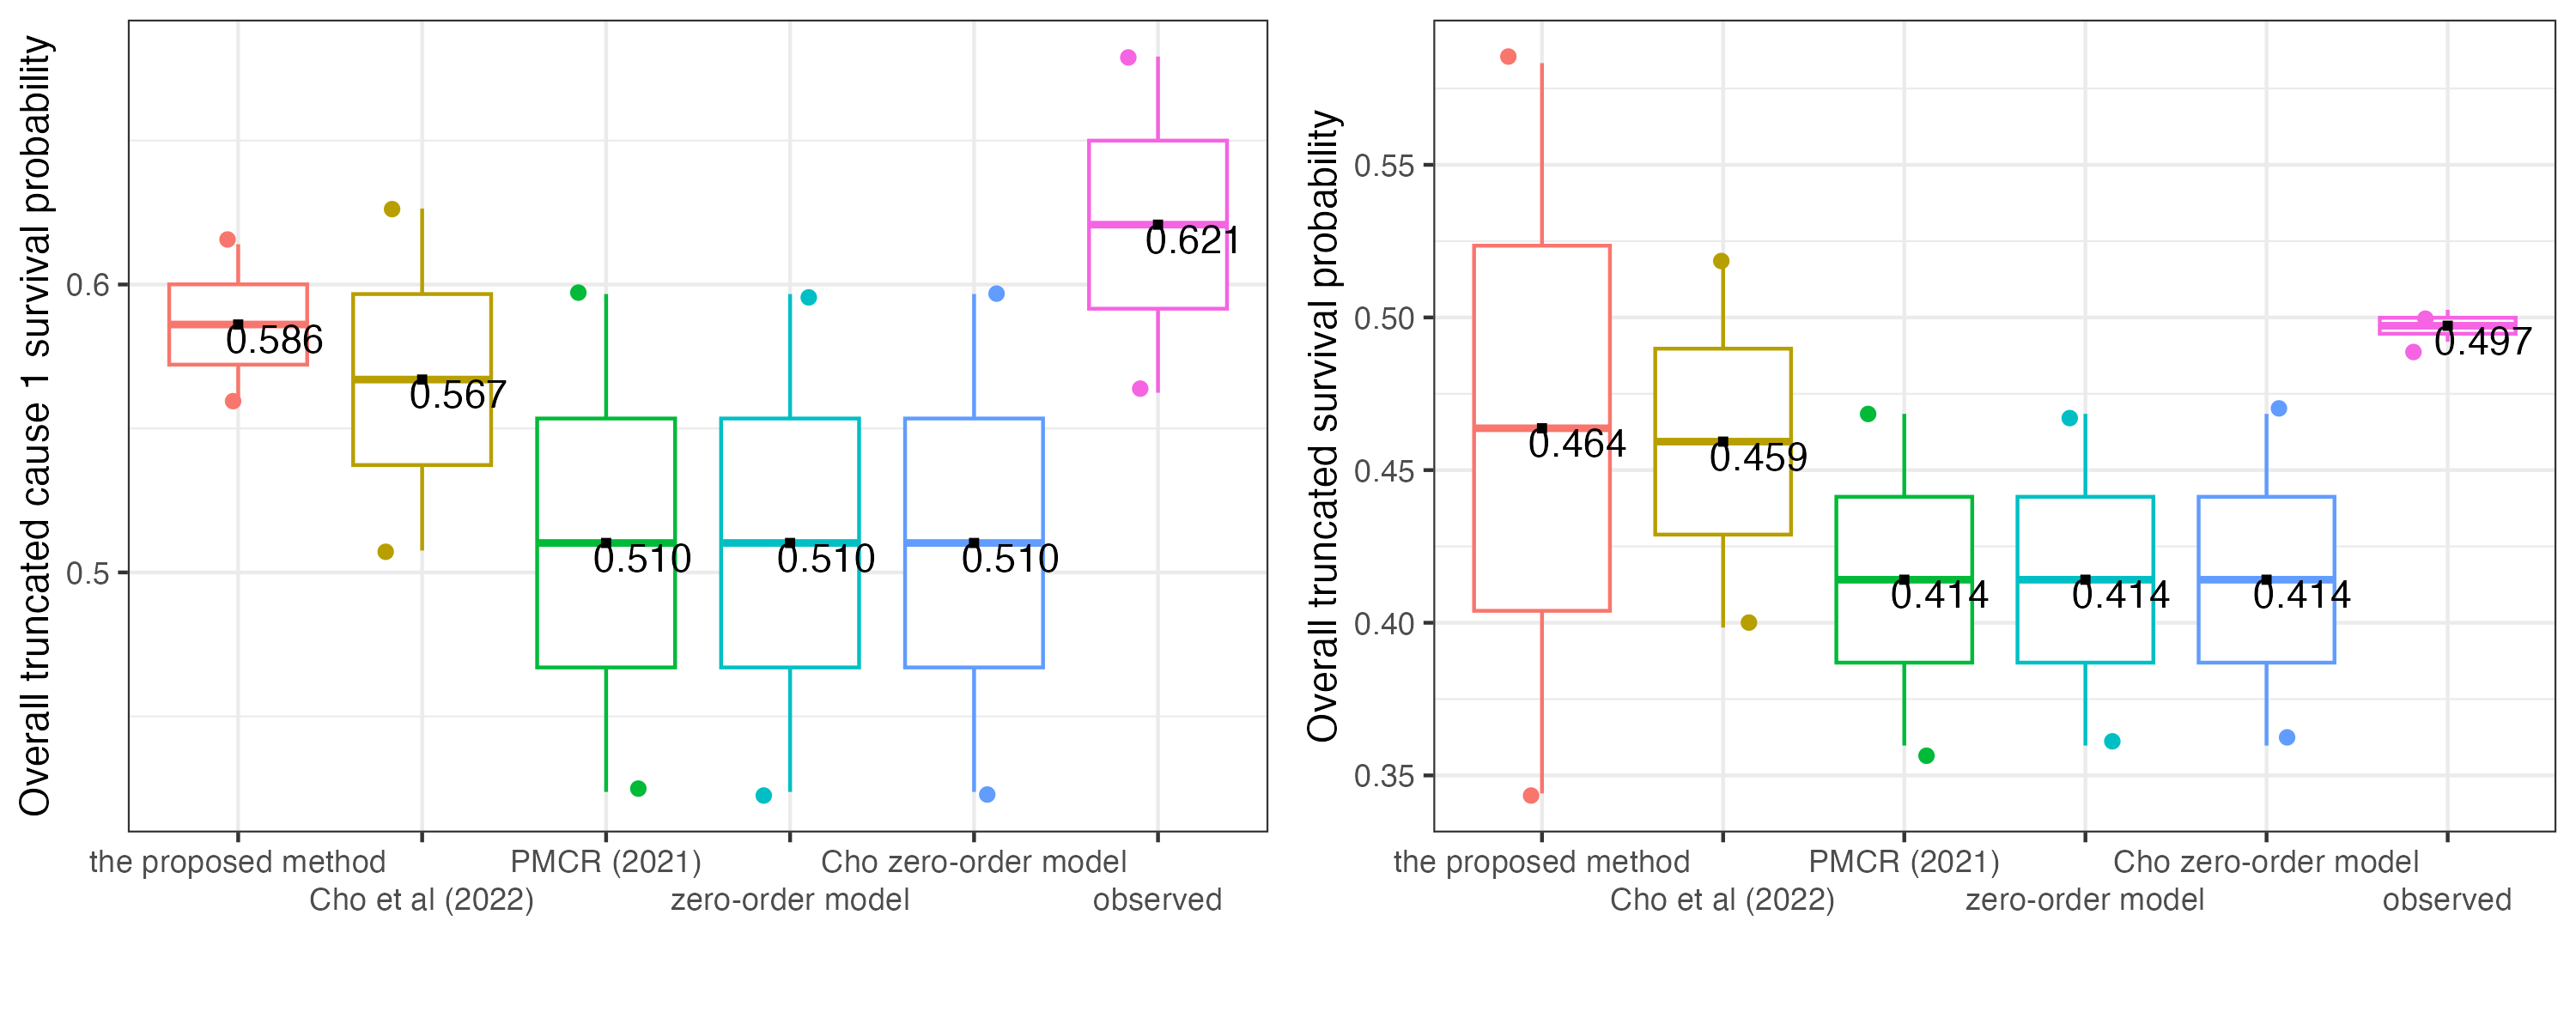 Overall truncated cause 1 survival probability
0.6
0.5
0.586
0.567
0.510
0.510
0.510
0.621
the proposed method
Cho et al (2022)
PMCR (2021)
zero-order model
Cho zero-order model
observed
Overall truncated survival probability
0.55
0.50
0.45
0.40
0.35
0.464
0.459
0.414
0.414
0.414
0.497
the proposed method
Cho et al (2022)
PMCR (2021)
zero-order model
Cho zero-order model
observed